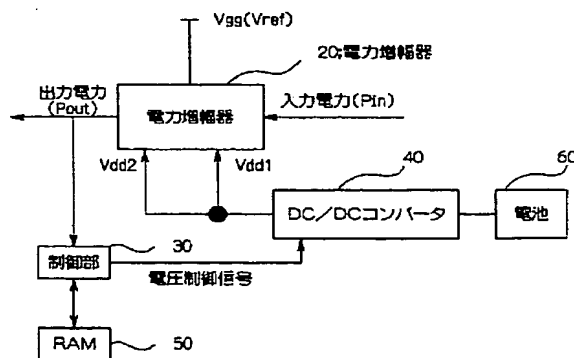 Vgg(Vref)
20;電力増幅器
出力電力
(Pout)
電力増幅器
入力電力(Pin)
Vdd2
Vdd1
40
60
DC/DCコンバータ
電池
30
制御部
電圧制御信号
RAM
50